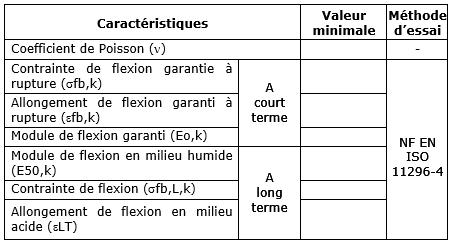 Caractéristiques
Valeur minimale
Méthode d'essai
Coefficient de Poisson (ν)
-
Contrainte de flexion garantie à
rupture (σfb,k)
Allongement de flexion garanti à
rupture (εfb,k)
Module de flexion garanti (Eo,k)
A
court
terme
Module de flexion en milieu humide
(E50,k)
Contrainte de flexion (σfb,L,k)
Allongement de flexion en milieu
acide (εLT)
A
long
terme
NF EN
ISO
11296-4